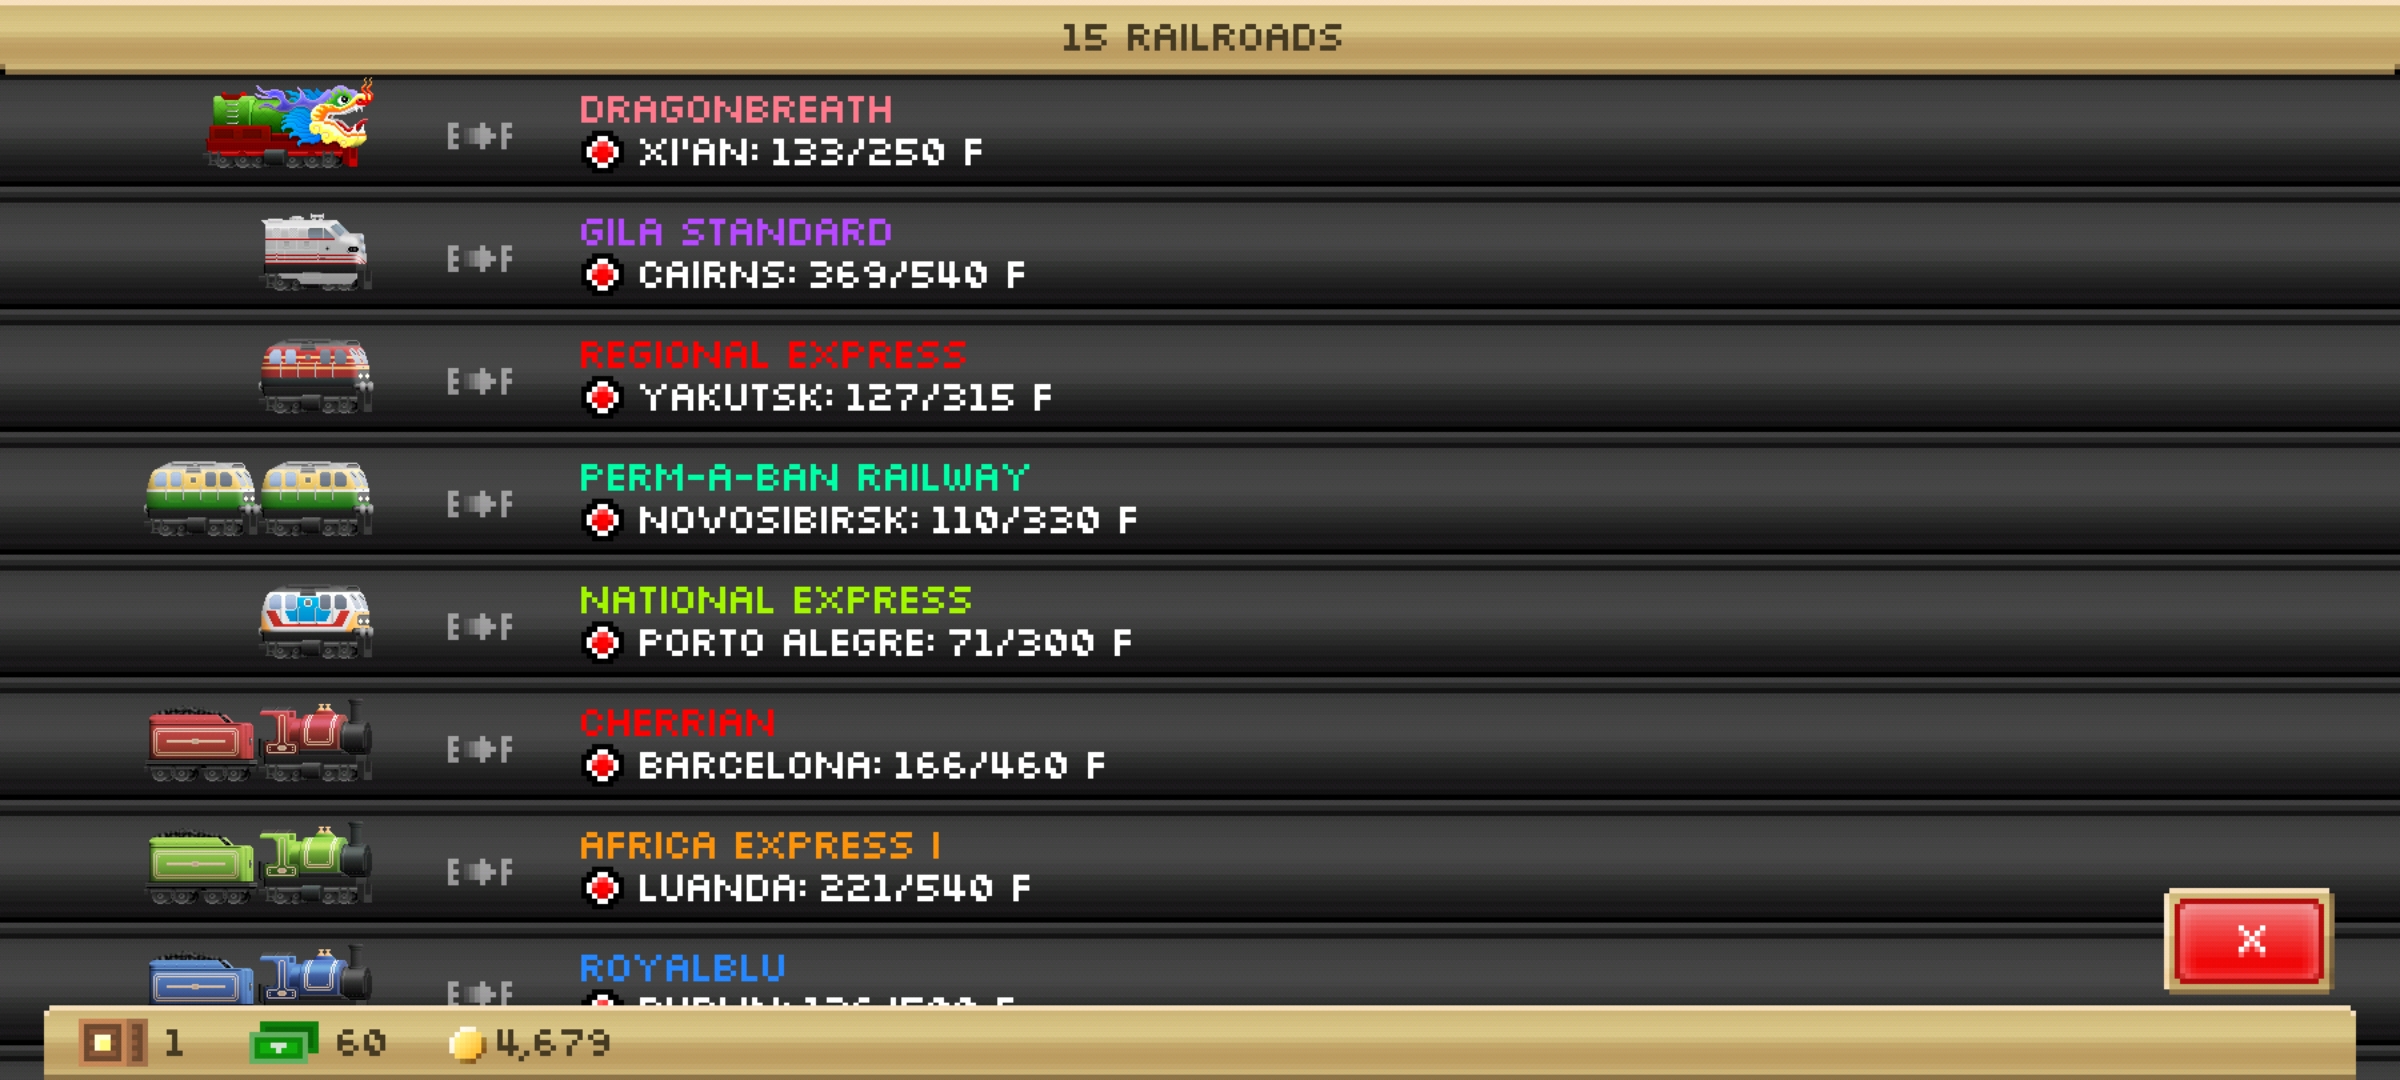 15 RAILROADS
E F
DRAGONBREATH
XI'AN: 133/250 F
E F
GILA STANDARD
CAIRNS: 369/540 F
E F
REGIONAL EXPRESS
YAKUTSK: 127/315 F
E F
PERM-A-BAN RAILWAY
NOVOSIBIRSK: 110/330 F
E F
NATIONAL EXPRESS
PORTO ALEGRE: 71/300 F
E F
CHERRIAN
BARCELONA: 166/460 F
E F
AFRICA EXPRESS I
LUANDA: 221/540 F
E F
ROYALBLU
X
1 60 4,679